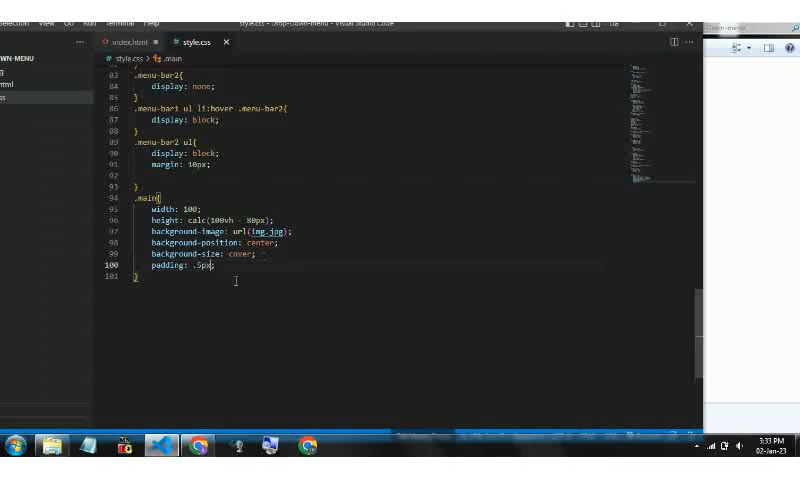 Terminal Help
style.css - Drop-Down-menu - Visual Studio Code
index.html style.css
OWN-MENU
style.css > .main
83 .menu-bar2{
84 display: none;
85 }
86 .menu-bar1 ul li:hover .menu-bar2{
87 display: block;
88 }
89 .menu-bar2 ul{
90 display: block;
91 margin: 10px;
92
93 }
94 .main{
95 width: 100;
96 height: calc(100vh - 80px);
97 background-image: url(img.jpg);
98 background-position: center;
99 background-size: cover;
100 padding: .5px;
101 }
3:33 PM
02-Jan-23